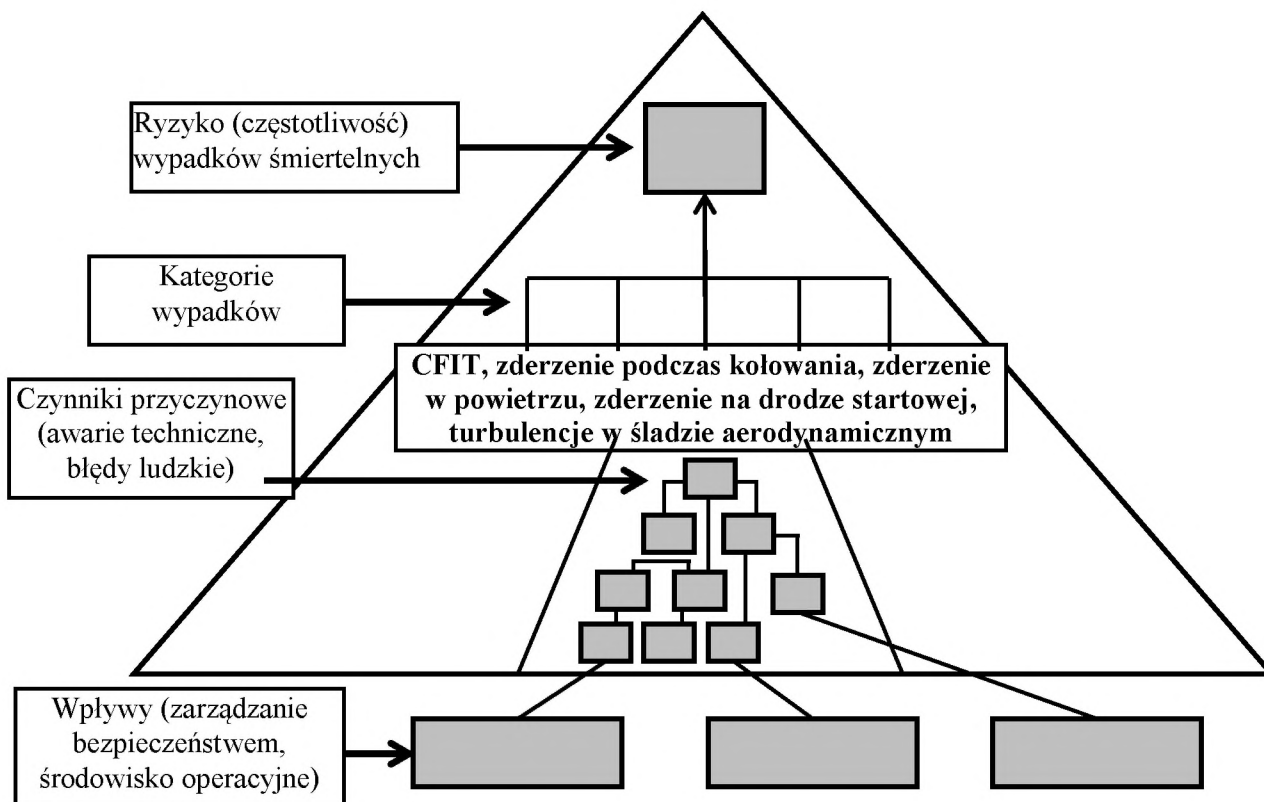 Ryzyko (częstotliwość)
wypadków śmiertelnych
Kategorie
wypadków
CFIT, zderzenie podczas kołowania, zderzenie
w powietrzu, zderzenie na drodze startowej,
turbulencje w śladzie aerodynamicznym
Czynniki przyczynowe
(awarie techniczne,
błędy ludzkie)
Wpływy (zarządzanie
bezpieczeństwem,
środowisko operacyjne)